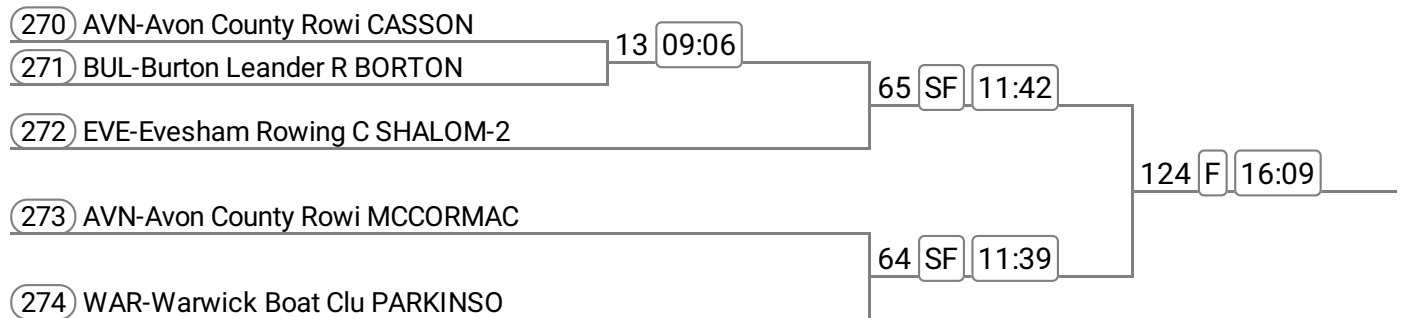 270 AVN-Avon County Rowi CASSON
13 09:06
271 BUL-Burton Leander R BORTON
65 SF 11:42
272 EVE-Evesham Rowing C SHALOM-2
124 F 16:09
273 AVN-Avon County Rowi MCCORMAC
64 SF 11:39
274 WAR-Warwick Boat Clu PARKINSO